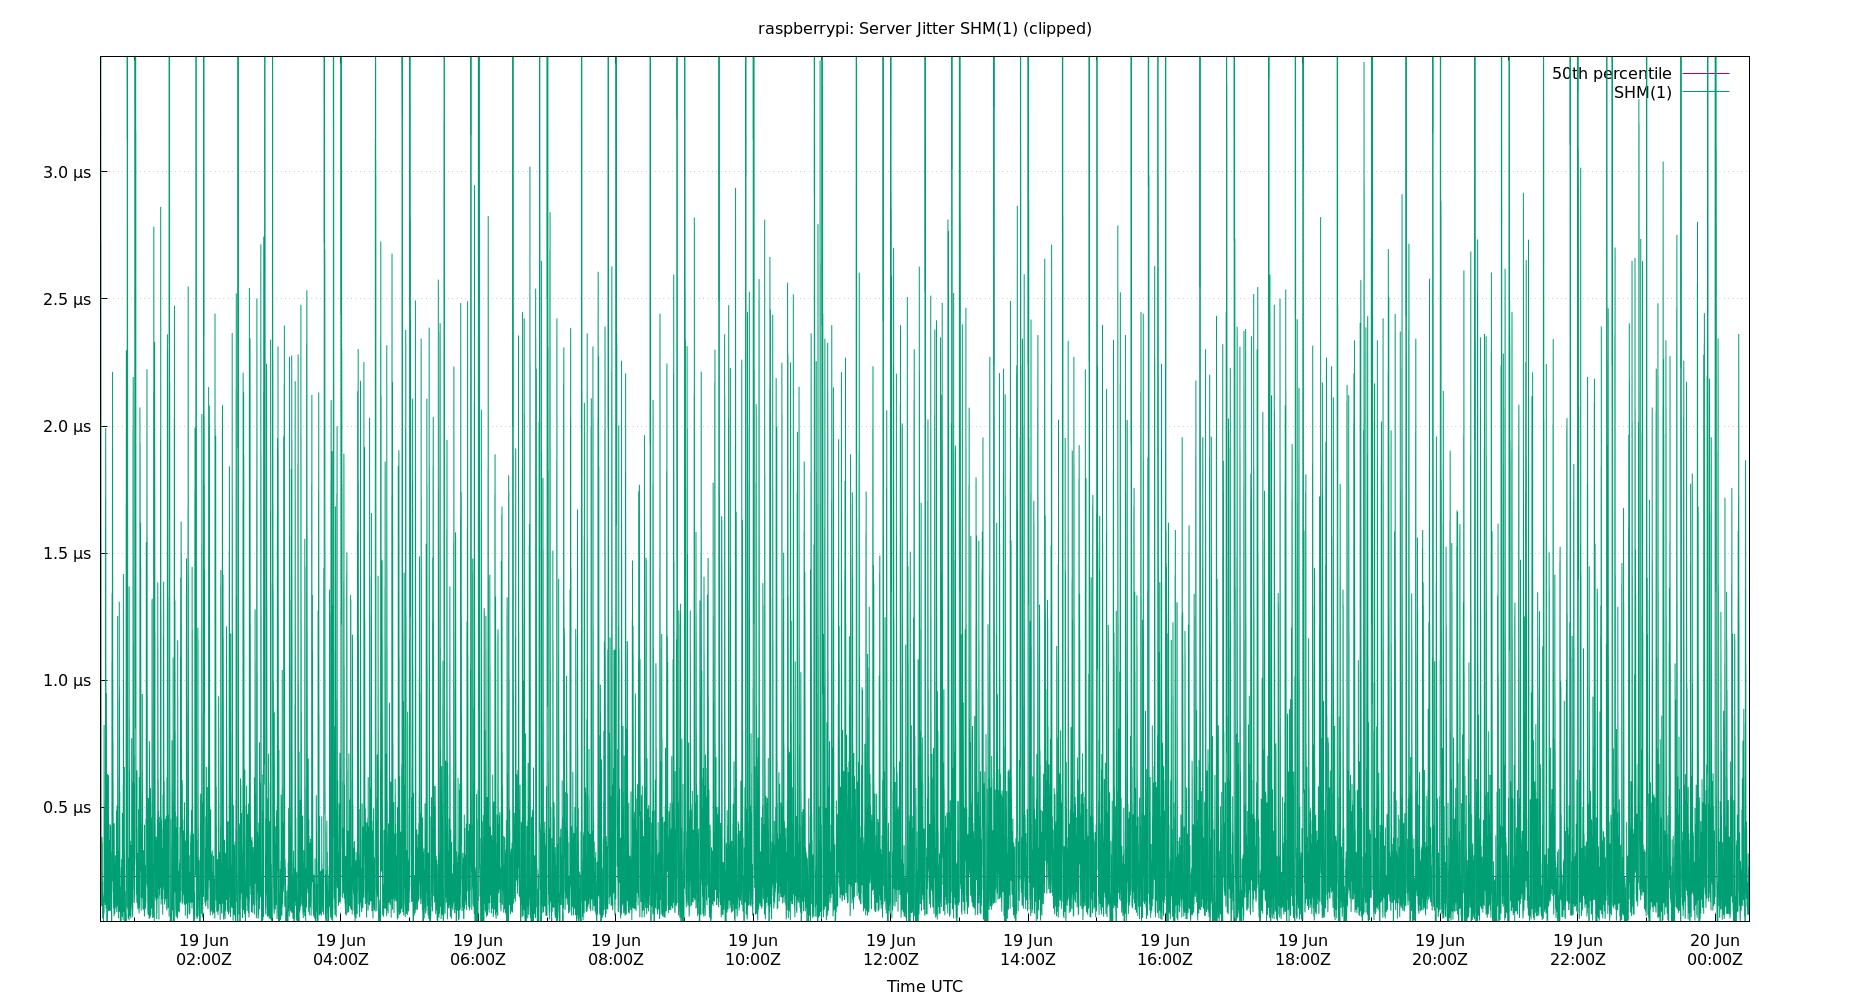 raspberrypi: Server Jitter SHM(1) (clipped)
50th percentile
SHM(1)
3.0 µs
2.5 µs
2.0 µs
1.5 µs
1.0 µs
0.5 µs
19 Jun 19 Jun 19 Jun 19 Jun 19 Jun 19 Jun 19 Jun 19 Jun 19 Jun 19 Jun 19 Jun 20 Jun
02:00Z 04:00Z 06:00Z 08:00Z 10:00Z 12:00Z 14:00Z 16:00Z 18:00Z 20:00Z 22:00Z 00:00Z
Time UTC